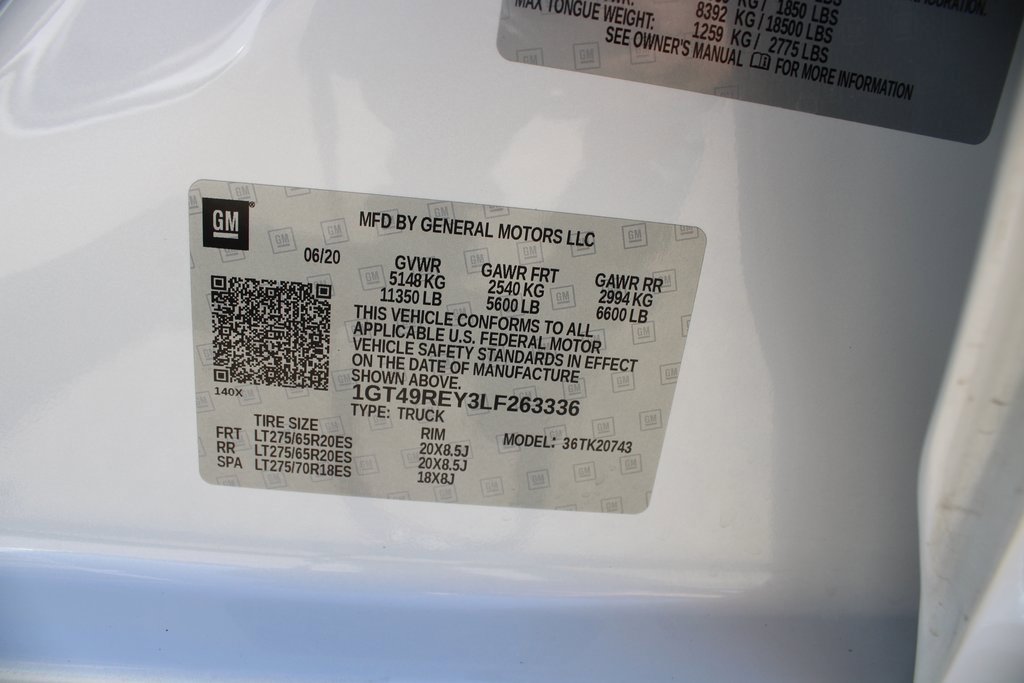 KG / 1850 LBS
8392 KG / 18500 LBS
MAX TONGUE WEIGHT: 1259 KG / 2775 LBS
SEE OWNER'S MANUAL FOR MORE INFORMATION
GM
MFD BY GENERAL MOTORS LLC
06/20
GVWR GAWR FRT GAWR RR
5148 KG 2540 KG 2994 KG
11350 LB 5600 LB 6600 LB
THIS VEHICLE CONFORMS TO ALL
APPLICABLE U.S. FEDERAL MOTOR
VEHICLE SAFETY STANDARDS IN EFFECT
ON THE DATE OF MANUFACTURE
SHOWN ABOVE.
140X
1GT49REY3LF263336
TYPE: TRUCK
TIRE SIZE RIM MODEL: 36TK20743
FRT LT275/65R20ES 20X8.5J
RR LT275/65R20ES 20X8.5J
SPA LT275/70R18ES 18X8J